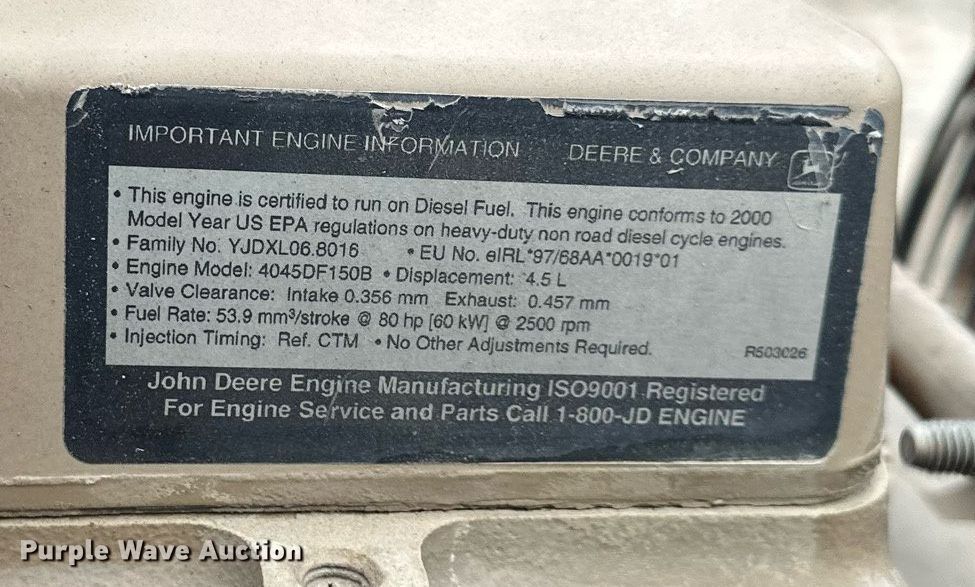 IMPORTANT ENGINE INFORMATION DEERE & COMPANY
• This engine is certified to run on Diesel Fuel. This engine conforms to 2000
Model Year US EPA regulations on heavy-duty non road diesel cycle engines.
• Family No. YJDXL06.8016 • EU No. eIRL*97/68AA*0019*01
• Engine Model: 4045DF150B • Displacement: 4.5 L
• Valve Clearance: Intake 0.356 mm Exhaust: 0.457 mm
• Fuel Rate: 53.9 mm³/stroke @ 80 hp [60 kW] @ 2500 rpm
• Injection Timing: Ref. CTM • No Other Adjustments Required. R503026
John Deere Engine Manufacturing ISO9001 Registered
For Engine Service and Parts Call 1-800-JD ENGINE
Purple Wave Auction